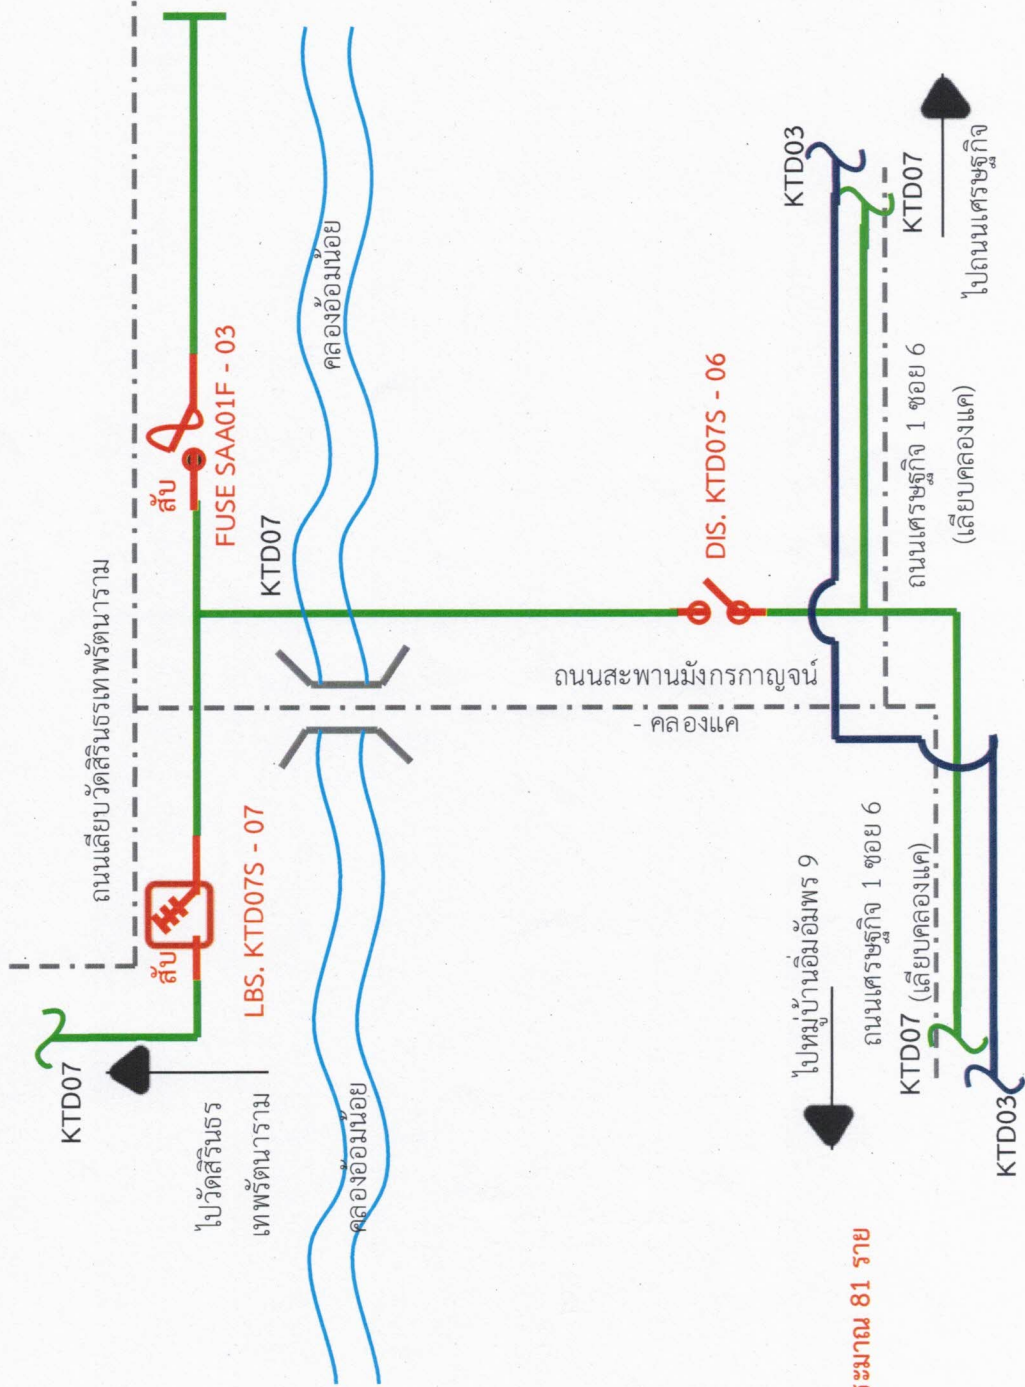 ถนนเลียบวัดสิรินธรเทพรัตนาราม
KTD07
ไปวัดสิรินธร
เทพรัตนาราม
สับ
LBS. KTD07S - 07
สับ
FUSE SAA01F - 03
KTD07
คลองอ้อมน้อย
คลองอ้อมน้อย
ถนนสะพานมังกรกาญจน์
- คลองแค
DIS. KTD07S - 06
KTD03
KTD07
ไปถนนเศรษฐกิจ
ถนนเศรษฐกิจ 1 ซอย 6
(เลียบคลองแค)
ไปหมู่บ้านอิ่มอัมพร 9
ถนนเศรษฐกิจ 1 ซอย 6
(เลียบคลองแค)
KTD07
KTD03
ระมาณ 81 ราย